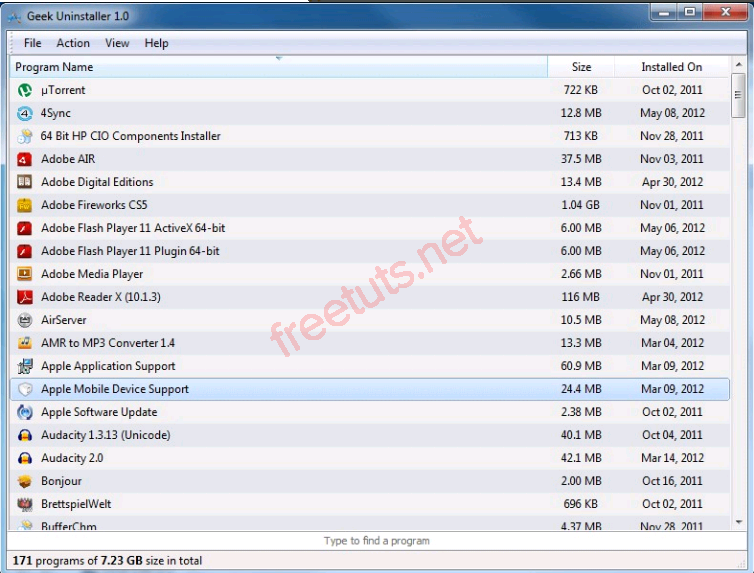 Geek Uninstaller 1.0
File Action View Help
Program Name Size Installed On
µTorrent 722 KB Oct 02, 2011
4Sync 12.8 MB May 08, 2012
64 Bit HP CIO Components Installer 713 KB Nov 28, 2011
Adobe AIR 37.5 MB Nov 03, 2011
Adobe Digital Editions 13.4 MB Apr 30, 2012
Adobe Fireworks CS5 1.04 GB Nov 01, 2011
Adobe Flash Player 11 ActiveX 64-bit 6.00 MB May 06, 2012
Adobe Flash Player 11 Plugin 64-bit 6.00 MB May 06, 2012
Adobe Media Player 2.66 MB Nov 01, 2011
Adobe Reader X (10.1.3) 116 MB Apr 30, 2012
AirServer 10.5 MB May 08, 2012
AMR to MP3 Converter 1.4 13.3 MB Mar 04, 2012
Apple Application Support 60.9 MB Mar 09, 2012
Apple Mobile Device Support 24.4 MB Mar 09, 2012
Apple Software Update 2.38 MB Oct 02, 2011
Audacity 1.3.13 (Unicode) 40.1 MB Oct 04, 2011
Audacity 2.0 42.1 MB Mar 14, 2012
Bonjour 2.00 MB Oct 16, 2011
BrettspielWelt 696 KB Oct 02, 2011
BufferChm 4.37 MB Nov 28, 2011
freetuts.net
Type to find a program
171 programs of 7.23 GB size in total